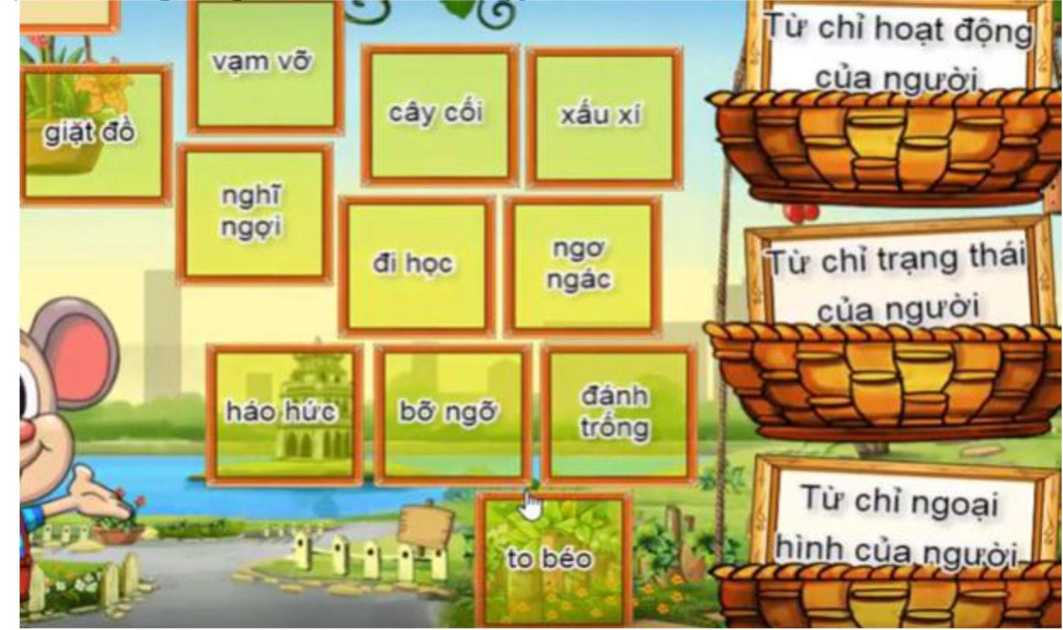 vạm vỡ
cây cối
xấu xí
giặt đồ
nghĩ
ngợi
đi học
ngơ
ngác
háo hức
bỡ ngỡ
đánh
trống
to béo
Từ chỉ hoạt động
của người
Từ chỉ trạng thái
của người
Từ chỉ ngoại
hình của người